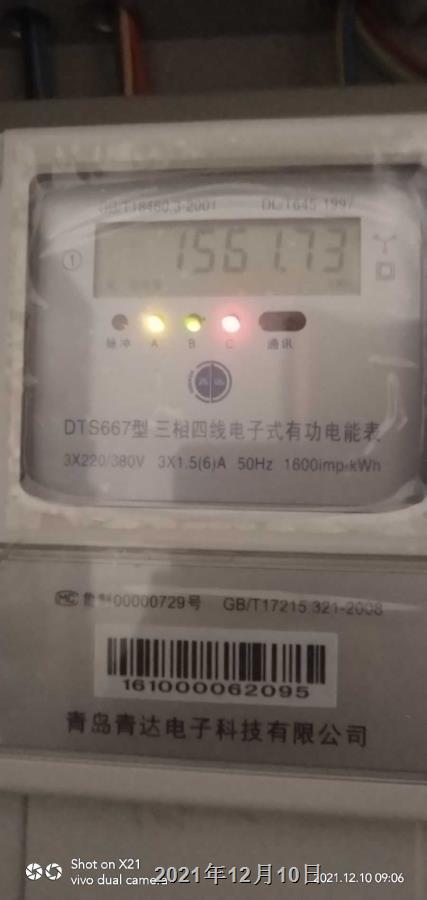 GB/T18460.3-2001 DL/T645 1997
①
1561.73
脉冲 A B C 通讯
DTS667型 三相四线电子式有功电能表
3X220/380V 3X1.5(6)A 50Hz 1600imp·kWh
MC 鲁制00000729号 GB/T17215.321-2008
161000062095
青岛青达电子科技有限公司
Shot on X21
vivo dual camera
2021年12月10日
2021.12.10 09:06